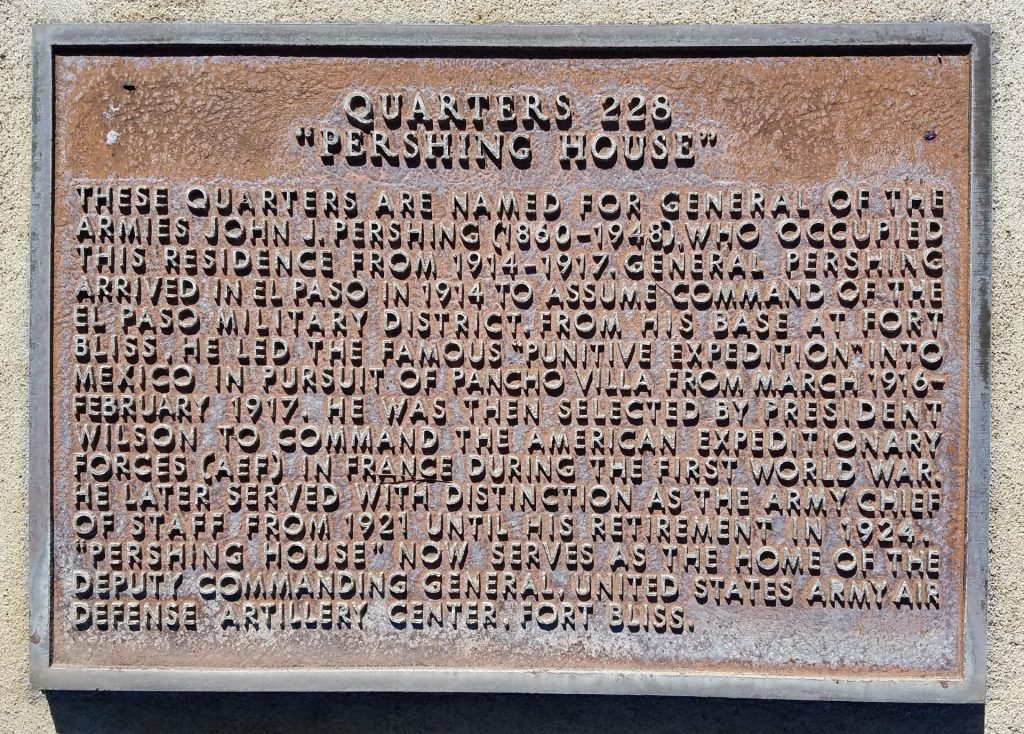 QUARTERS 228
"PERSHING HOUSE"
THESE QUARTERS ARE NAMED FOR GENERAL OF THE
ARMIES JOHN J. PERSHING (1860-1948), WHO OCCUPIED
THIS RESIDENCE FROM 1914-1917. GENERAL PERSHING
ARRIVED IN EL PASO IN 1914 TO ASSUME COMMAND OF THE
EL PASO MILITARY DISTRICT. FROM HIS BASE AT FORT
BLISS, HE LED THE FAMOUS "PUNITIVE EXPEDITION" INTO
MEXICO IN PURSUIT OF PANCHO VILLA FROM MARCH 1916-
FEBRUARY 1917. HE WAS THEN SELECTED BY PRESIDENT
WILSON TO COMMAND THE AMERICAN EXPEDITIONARY
FORCES (AEF) IN FRANCE DURING THE FIRST WORLD WAR.
HE LATER SERVED WITH DISTINCTION AS THE ARMY CHIEF
OF STAFF FROM 1921 UNTIL HIS RETIREMENT IN 1924.
"PERSHING HOUSE" NOW SERVES AS THE HOME OF THE
DEPUTY COMMANDING GENERAL, UNITED STATES ARMY AIR
DEFENSE ARTILLERY CENTER, FORT BLISS.